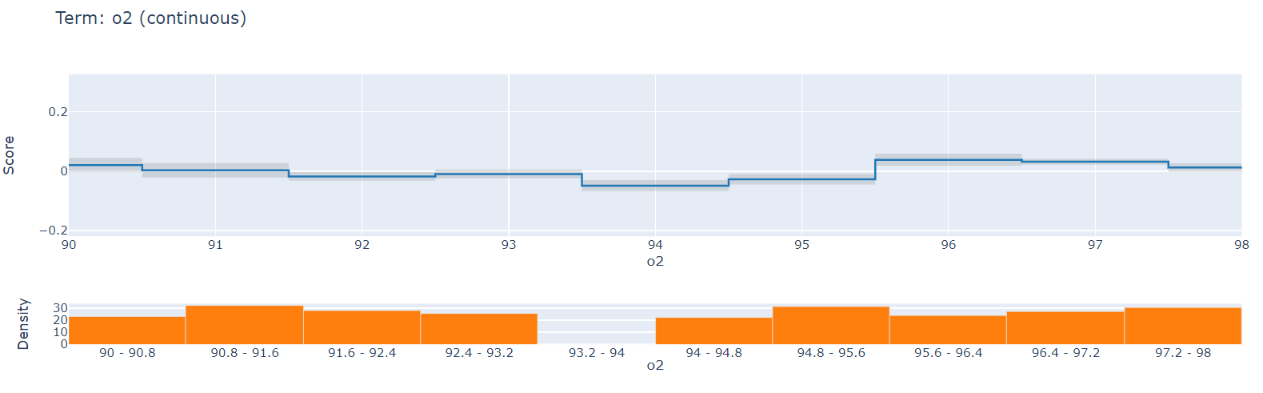 Term: o2 (continuous)
Score
0.2
0
−0.2
90 91 92 93 94 95 96 97 98
o2
Density
30
20
10
0
90 - 90.8 90.8 - 91.6 91.6 - 92.4 92.4 - 93.2 93.2 - 94 94 - 94.8 94.8 - 95.6 95.6 - 96.4 96.4 - 97.2 97.2 - 98
o2